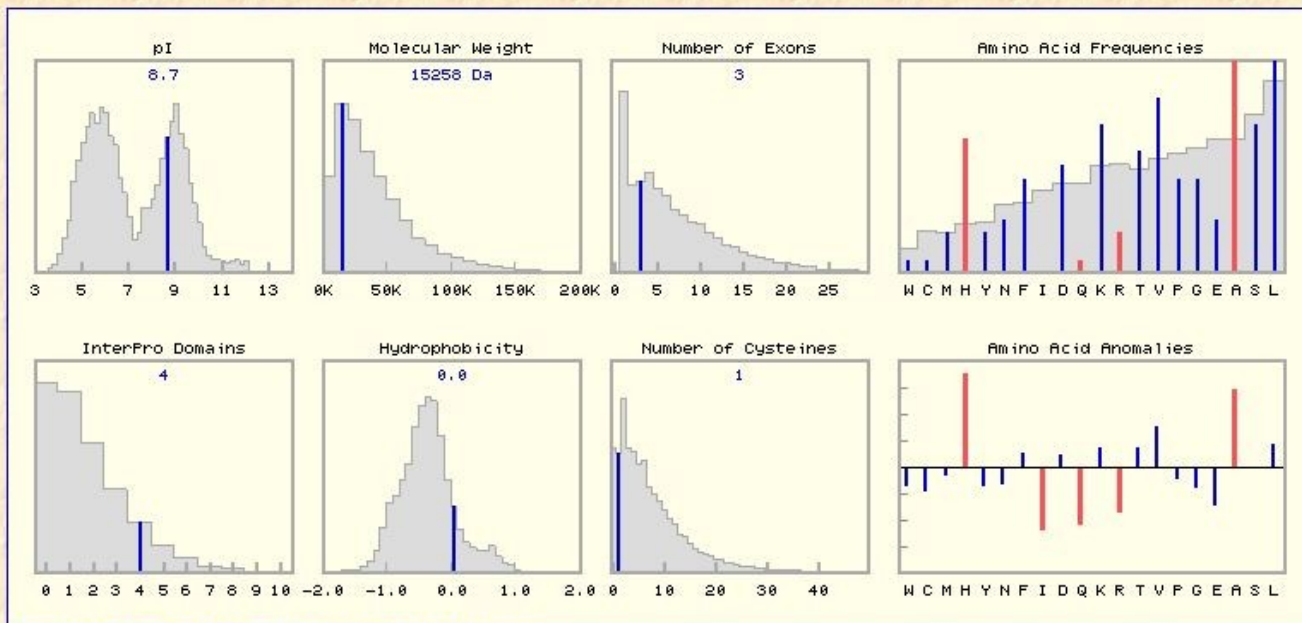 pI
8.7
3 5 7 9 11 13
Molecular Weight
15258 Da
0K 50K 100K 150K 200K
Number of Exons
3
0 5 10 15 20 25
Amino Acid Frequencies
W C M H Y N F I D Q K R T V P G E A S L
InterPro Domains
4
0 1 2 3 4 5 6 7 8 9 10
Hydrophobicity
0.0
-2.0 -1.0 0.0 1.0 2.0
Number of Cysteines
1
0 10 20 30 40
Amino Acid Anomalies
W C M H Y N F I D Q K R T V P G E A S L